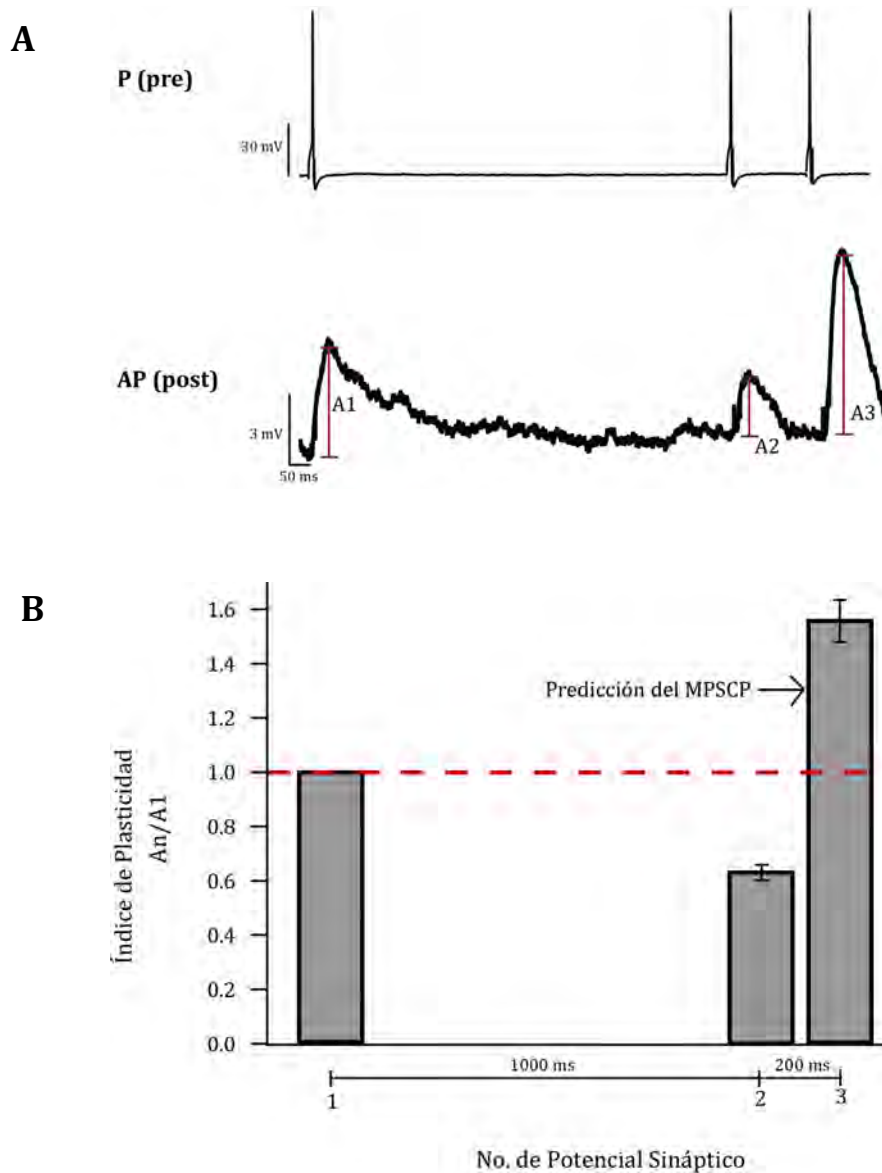 A
P (pre)
30 mV
AP (post)
A1
A2
A3
3 mV
50 ms
B
1.6
1.4
1.2
1.0
0.8
0.6
0.4
0.2
0.0
Índice de Plasticidad
An/A1
Predicción del MPSCP
1000 ms
200 ms
1
2
3
No. de Potencial Sináptico